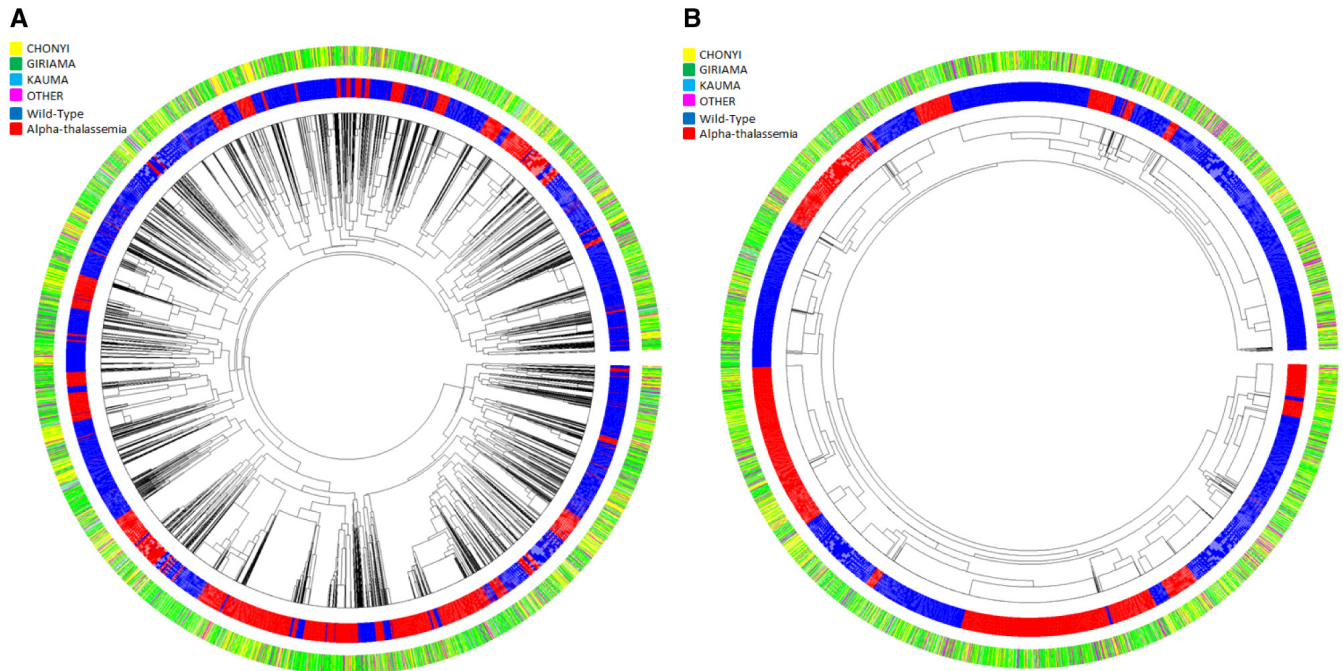 A
CHONYI
GIRIAMA
KAUMA
OTHER
Wild-Type
Alpha-thalassemia
B
CHONYI
GIRIAMA
KAUMA
OTHER
Wild-Type
Alpha-thalassemia